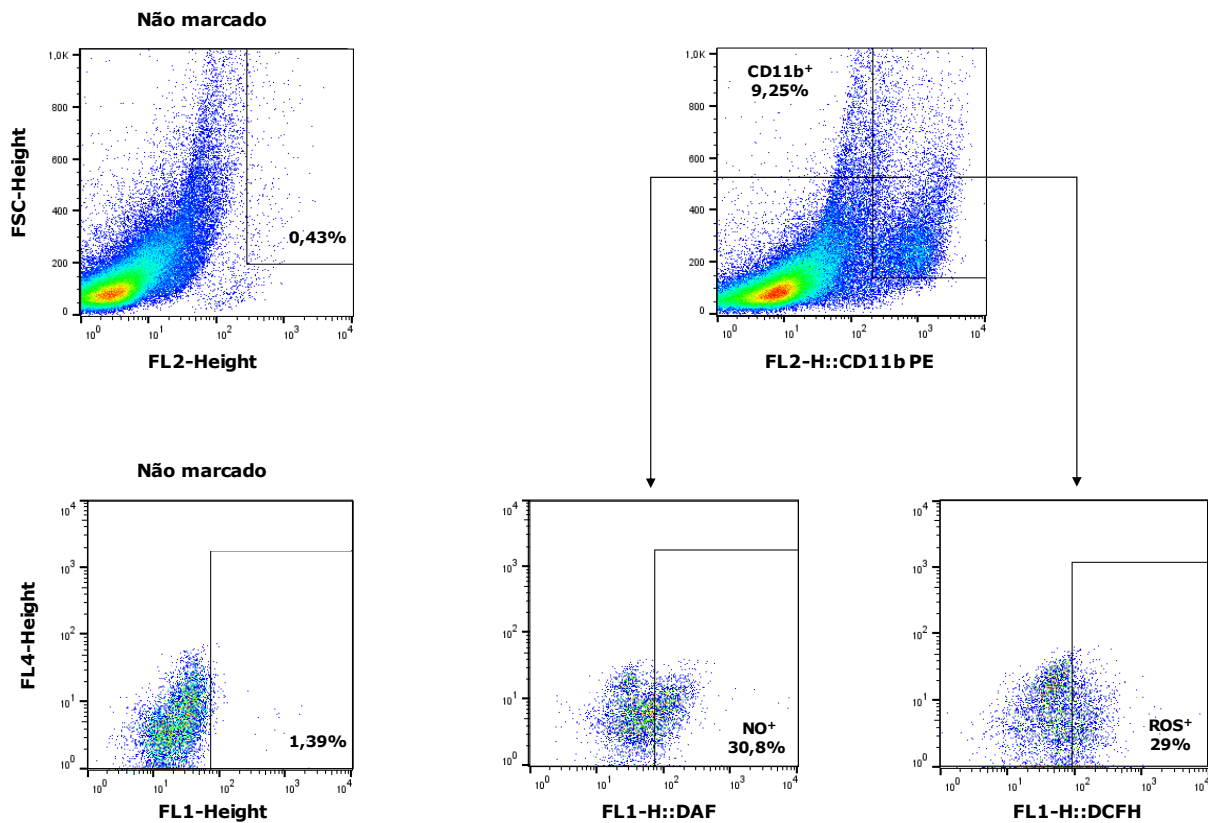 Não marcado
FSC-Height
1,0K
800
600
400
200
0
0,43%
10^0 10^1 10^2 10^3 10^4
FL2-Height
1,0K
800
600
400
200
0
CD11b+
9,25%
10^0 10^1 10^2 10^3 10^4
FL2-H::CD11b PE
Não marcado
FL4-Height
10^4
10^3
10^2
10^1
10^0
1,39%
10^0 10^1 10^2 10^3 10^4
FL1-Height
10^4
10^3
10^2
10^1
10^0
NO+
30,8%
10^0 10^1 10^2 10^3 10^4
FL1-H::DAF
10^4
10^3
10^2
10^1
10^0
ROS+
29%
10^0 10^1 10^2 10^3 10^4
FL1-H::DCFH